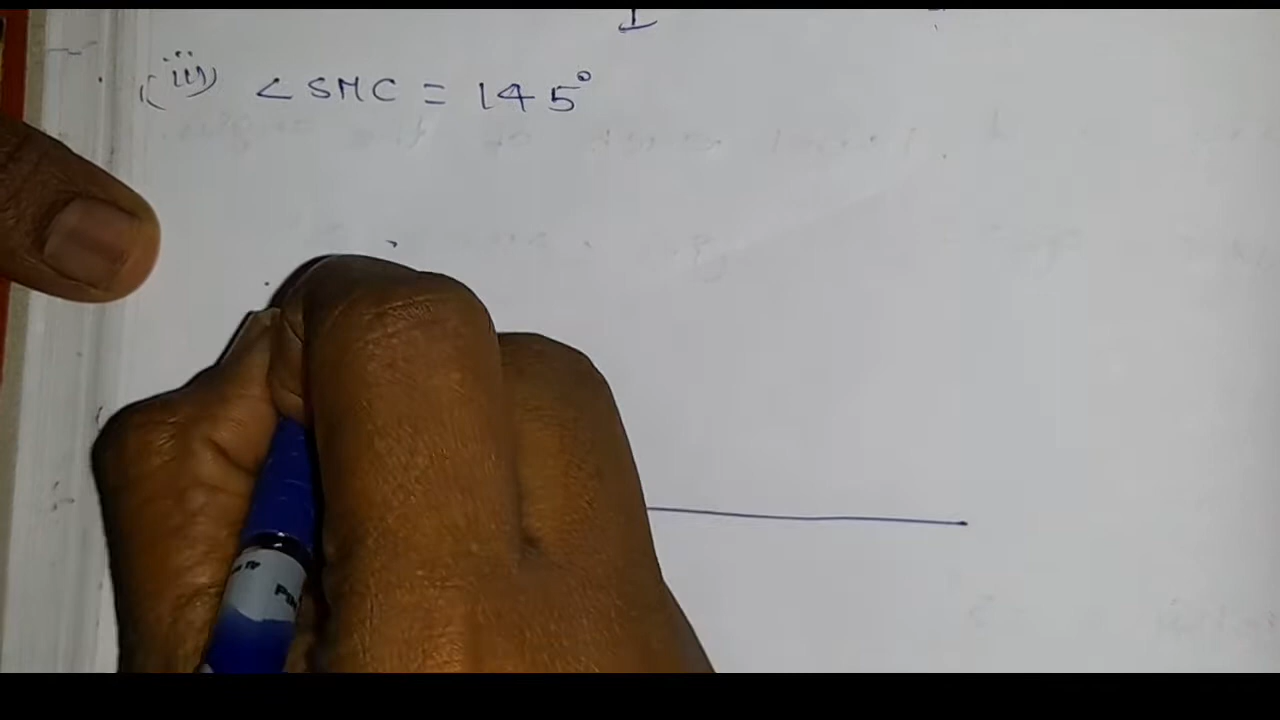 (iii) ∠SMC = 145°